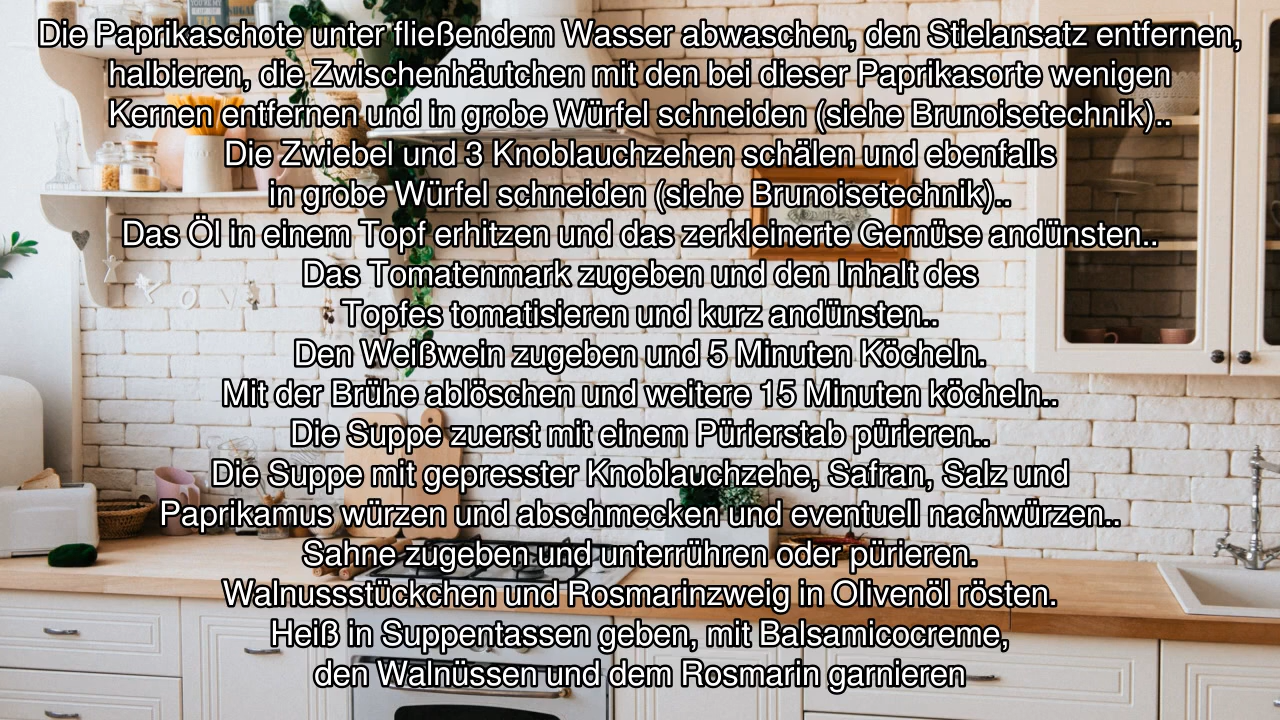 Die Paprikaschote unter fließendem Wasser abwaschen, den Stielansatz entfernen,
halbieren, die Zwischenhäutchen mit den bei dieser Paprikasorte wenigen
Kernen entfernen und in grobe Würfel schneiden (siehe Brunoisetechnik)..
Die Zwiebel und 3 Knoblauchzehen schälen und ebenfalls
in grobe Würfel schneiden (siehe Brunoisetechnik)..
Das Öl in einem Topf erhitzen und das zerkleinerte Gemüse andünsten..
Das Tomatenmark zugeben und den Inhalt des
Topfes tomatisieren und kurz andünsten..
Den Weißwein zugeben und 5 Minuten Köcheln.
Mit der Brühe ablöschen und weitere 15 Minuten köcheln..
Die Suppe zuerst mit einem Pürierstab pürieren..
Die Suppe mit gepresster Knoblauchzehe, Safran, Salz und
Paprikamus würzen und abschmecken und eventuell nachwürzen..
Sahne zugeben und unterrühren oder pürieren.
Walnussstückchen und Rosmarinzweig in Olivenöl rösten.
Heiß in Suppentassen geben, mit Balsamicocreme,
den Walnüssen und dem Rosmarin garnieren